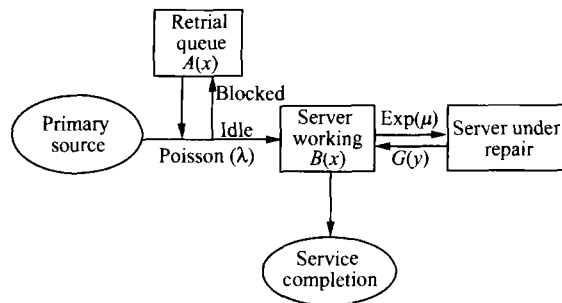 Retrial
queue
A(x)
Blocked
Primary
source
Idle
Poisson (λ)
Server
working
B(x)
Exp(μ)
G(y)
Server under
repair
Service
completion